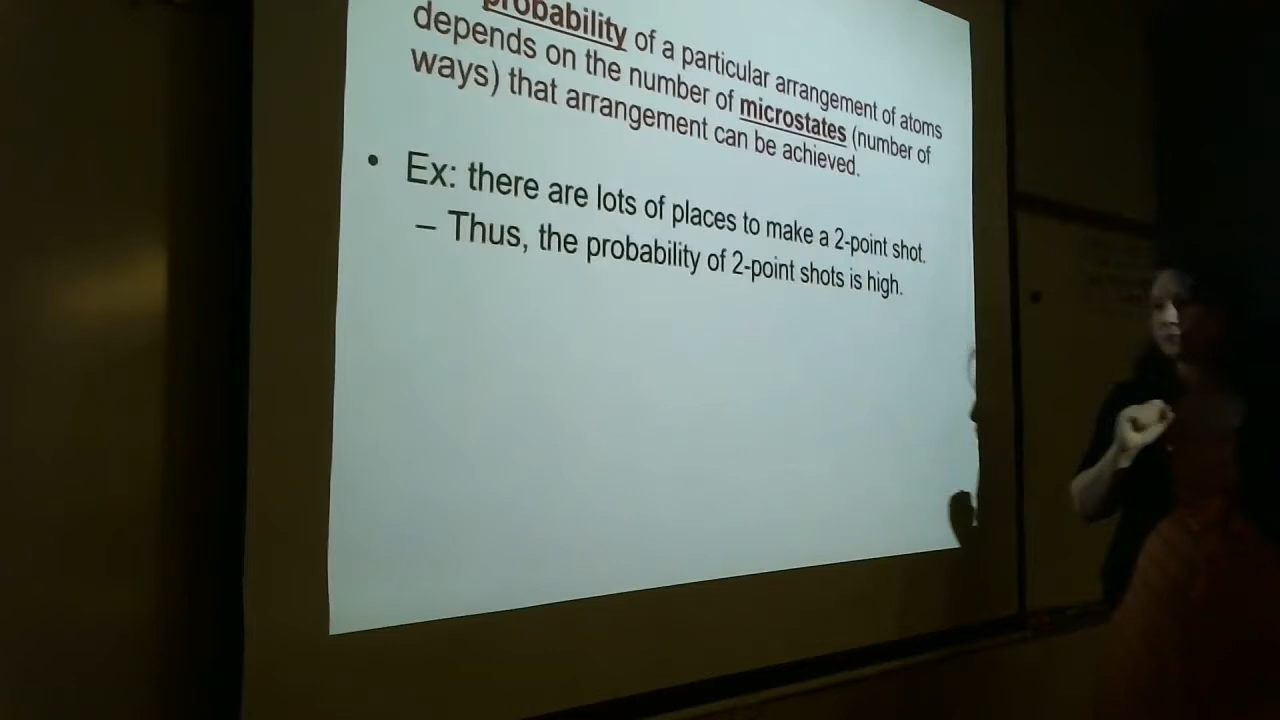 probability of a particular arrangement of atoms
depends on the number of microstates (number of
ways) that arrangement can be achieved.
• Ex: there are lots of places to make a 2-point shot.
– Thus, the probability of 2-point shots is high.